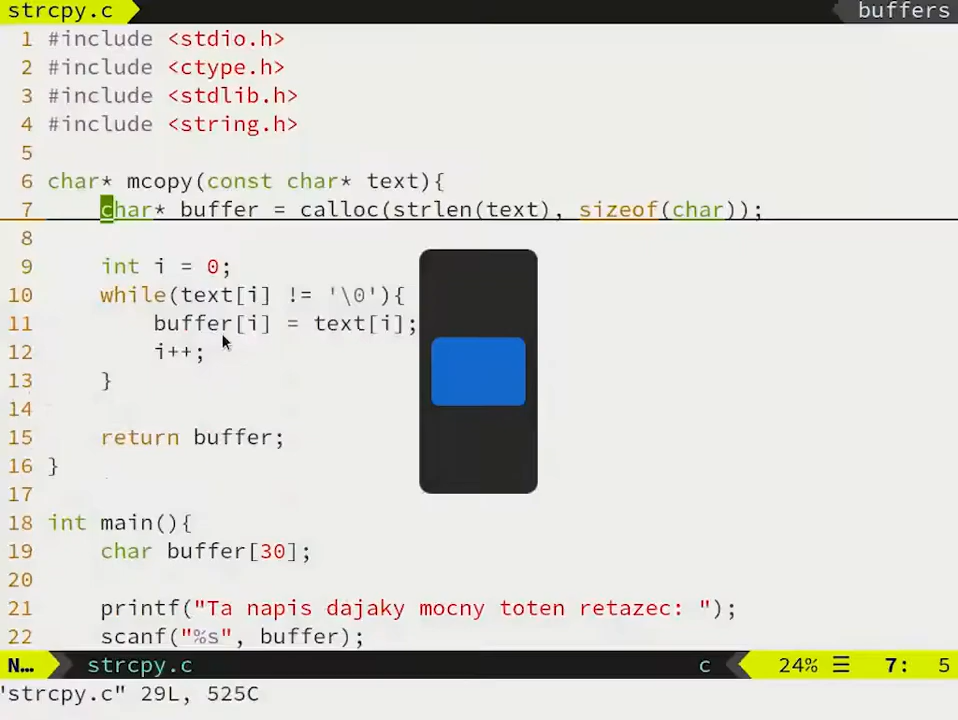 strcpy.c
buffers
1 #include <stdio.h>
2 #include <ctype.h>
3 #include <stdlib.h>
4 #include <string.h>
5
6 char* mcopy(const char* text){
7     char* buffer = calloc(strlen(text), sizeof(char));
8
9     int i = 0;
10     while(text[i] != '\0'){
11         buffer[i] = text[i];
12         i++;
13     }
14
15     return buffer;
16 }
17
18 int main(){
19     char buffer[30];
20
21     printf("Ta napis dajaky mocny toten retazec: ");
22     scanf("%s", buffer);
N... strcpy.c c 24% ☰ 7: 5
"strcpy.c" 29L, 525C